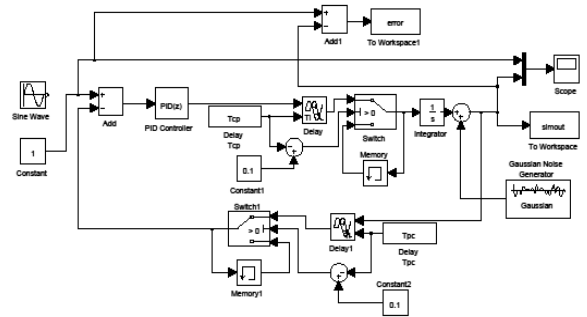 error
Add1
To Workspace1
Scope
Sine Wave
Add
PID(z)
PID Controller
Tcp
Delay
Tcp
Ti
Delay
> 0
Switch
1
s
Integrator
simout
To Workspace
1
Constant
0.1
Constant1
Memory
Gaussian Noise
Generator
Gaussian
Switch1
> 0
Ti
Delay1
Tpc
Delay
Tpc
Memory1
Constant2
0.1